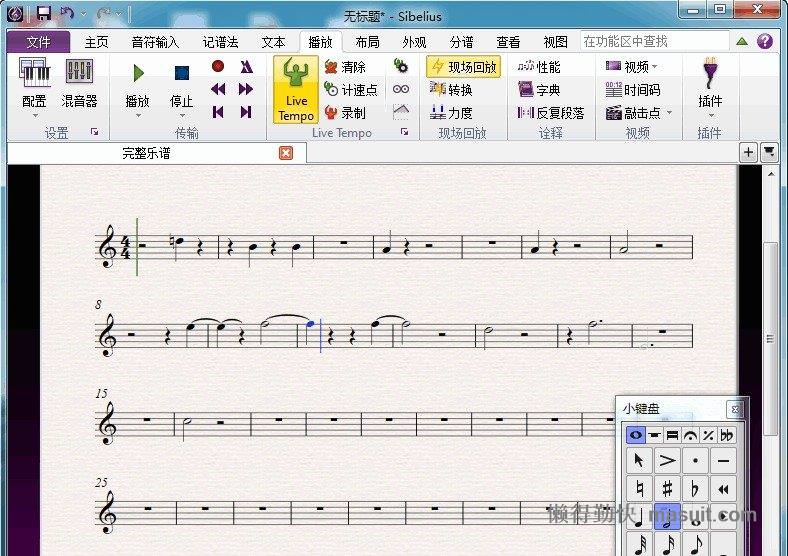 无标题* - Sibelius
文件 主页 音符输入 记谱法 文本 播放 布局 外观 分谱 查看 视图 在功能区中查找
配置 混音器 播放 停止 Live Tempo 清除 计速点 录制 现场回放 转换 力度 性能 字典 反复段落 视频 时间码 敲击点 插件
设置 传输 Live Tempo 现场回放 诠释 视频 插件
完整乐谱
8
15
小键盘
25
懒得勤快 masuit.com